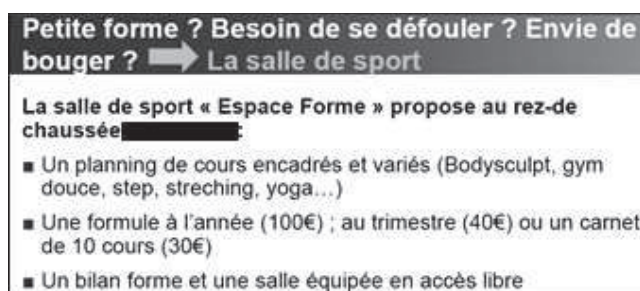 Petite forme ? Besoin de se défouler ? Envie de
bouger ? La salle de sport
La salle de sport « Espace Forme » propose au rez-de
chaussée :
■ Un planning de cours encadrés et variés (Bodysculpt, gym
douce, step, streching, yoga…)
■ Une formule à l'année (100€) ; au trimestre (40€) ou un carnet
de 10 cours (30€)
■ Un bilan forme et une salle équipée en accès libre